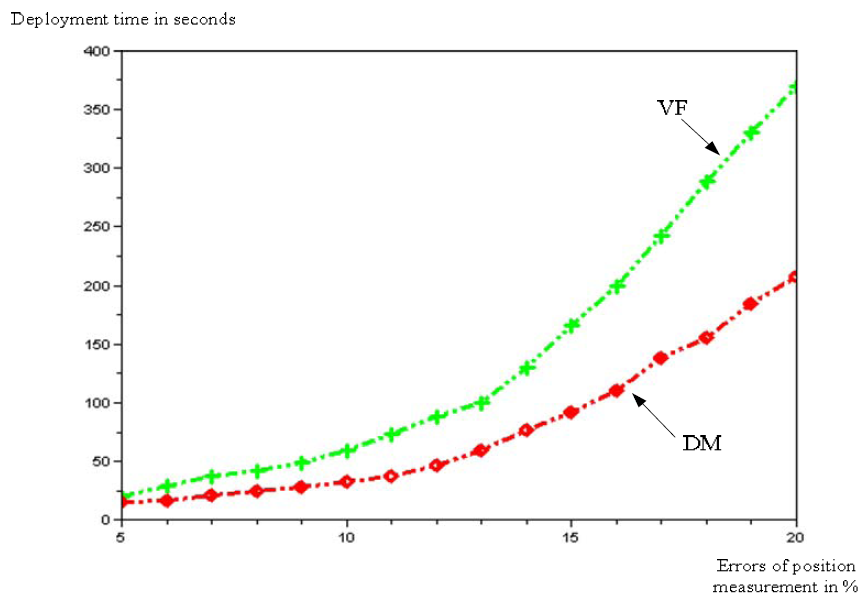 Deployment time in seconds
400
350
300
250
200
150
100
50
0
VF
DM
5
10
15
20
Errors of position
measurement in %